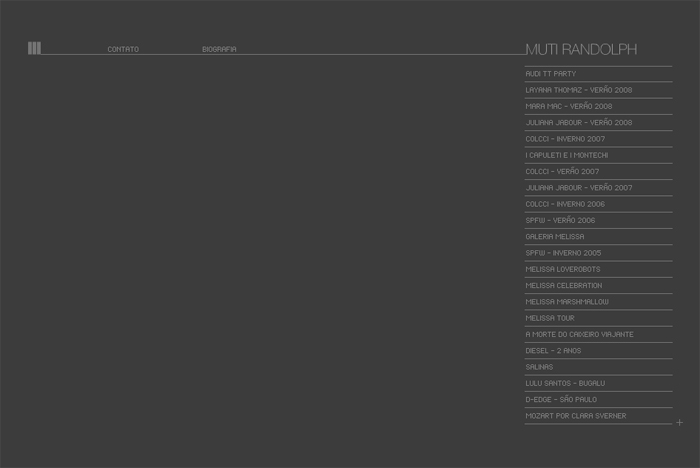 CONTATO
BIOGRAFIA
MUTI RANDOLPH
AUDI TT PARTY
LAYANA THOMAZ - VERÃO 2008
MARA MAC - VERÃO 2008
JULIANA JABOUR - VERÃO 2008
COLCCI - INVERNO 2007
I CAPULETI E I MONTECHI
COLCCI - VERÃO 2007
JULIANA JABOUR - VERÃO 2007
COLCCI - INVERNO 2006
SPFW - VERÃO 2006
GALERIA MELISSA
SPFW - INVERNO 2005
MELISSA LOVEROBOTS
MELISSA CELEBRATION
MELISSA MARSHMALLOW
MELISSA TOUR
A MORTE DO CAIXEIRO VIAJANTE
DIESEL - 2 ANOS
SALINAS
LULU SANTOS - BUGALU
D-EDGE - SÃO PAULO
MOZART POR CLARA SVERNER
+